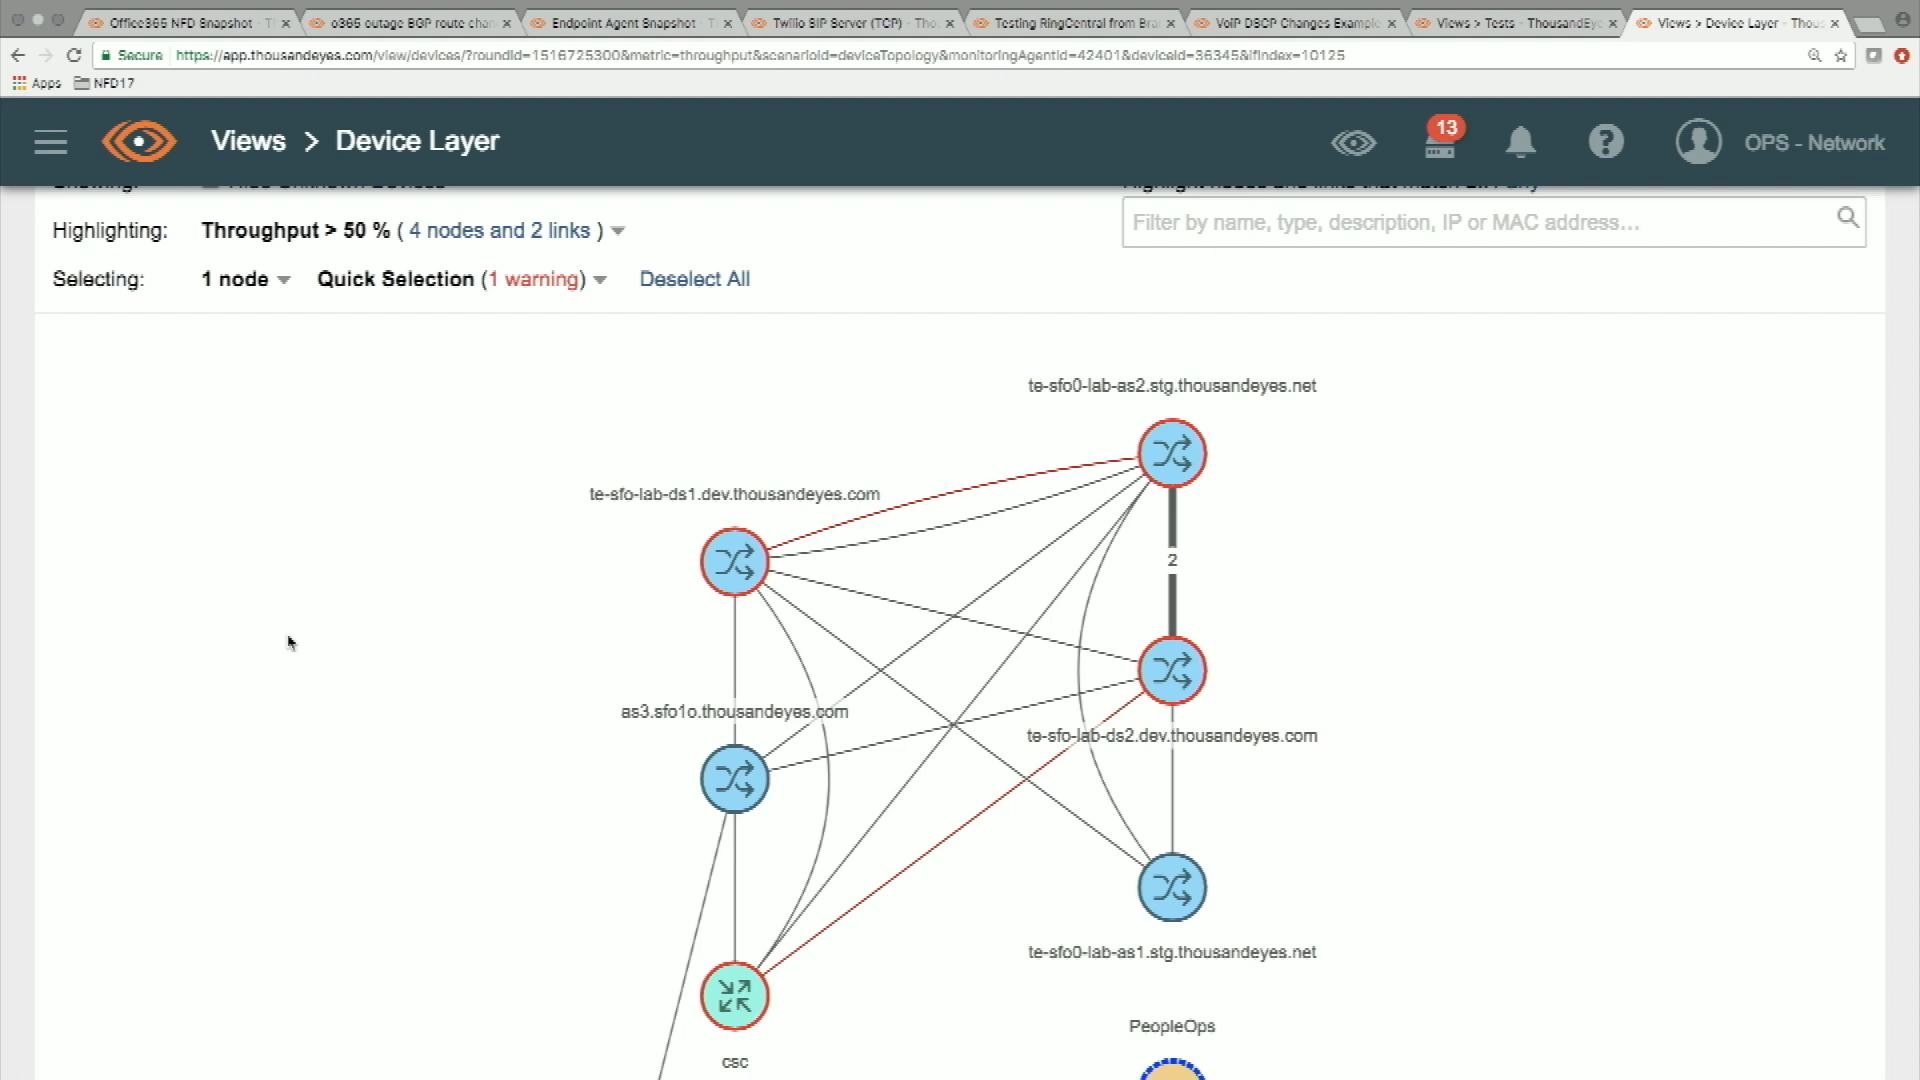 Office365 NFD Snapshot - T
o365 outage BGP route chan
Endpoint Agent Snapshot - T
Twilio SIP Server (TCP) - Tho
Testing RingCentral from Bra
VoIP DSCP Changes Example
Views > Tests - ThousandEye
Views > Device Layer - Thous
Secure https://app.thousandeyes.com/view/devices/?roundId=1516725300&metric=throughput&scenarioId=deviceTopology&monitoringAgentId=42401&deviceId=36345&ifIndex=10125
Apps NFD17
Views > Device Layer
13
OPS - Network
Highlighting: Throughput > 50 % ( 4 nodes and 2 links )
Filter by name, type, description, IP or MAC address...
Selecting: 1 node Quick Selection (1 warning) Deselect All
te-sfo0-lab-as2.stg.thousandeyes.net
te-sfo-lab-ds1.dev.thousandeyes.com
2
as3.sfo1o.thousandeyes.com
te-sfo-lab-ds2.dev.thousandeyes.com
te-sfo0-lab-as1.stg.thousandeyes.net
PeopleOps
csc